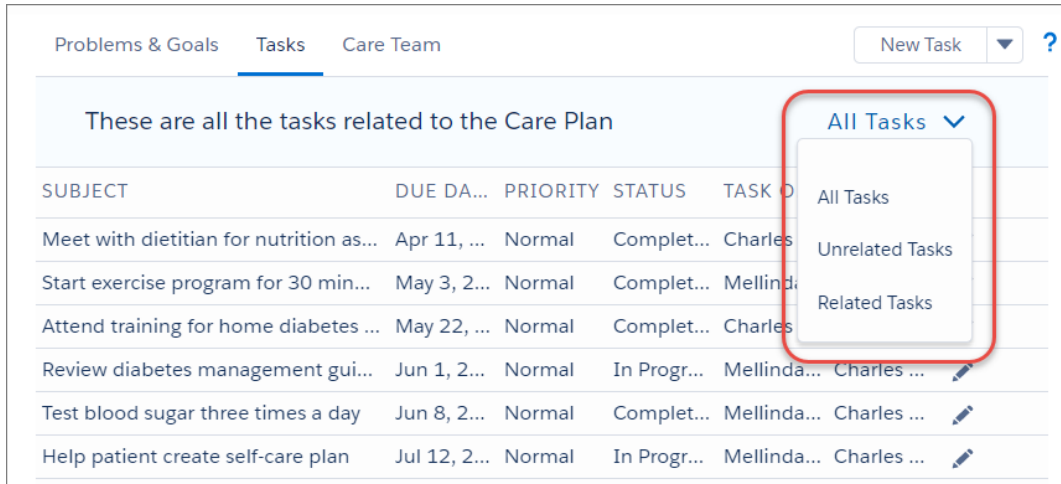 Problems & Goals Tasks Care Team New Task ?
These are all the tasks related to the Care Plan All Tasks
SUBJECT DUE DA... PRIORITY STATUS TASK O
All Tasks
Meet with dietitian for nutrition as... Apr 11, ... Normal Complet... Charles
Unrelated Tasks
Start exercise program for 30 min... May 3, 2... Normal Complet... Mellinda
Related Tasks
Attend training for home diabetes ... May 22, ... Normal Complet... Charles
Review diabetes management gui... Jun 1, 2... Normal In Progr... Mellinda... Charles ...
Test blood sugar three times a day Jun 8, 2... Normal Complet... Mellinda... Charles ...
Help patient create self-care plan Jul 12, 2... Normal In Progr... Mellinda... Charles ...